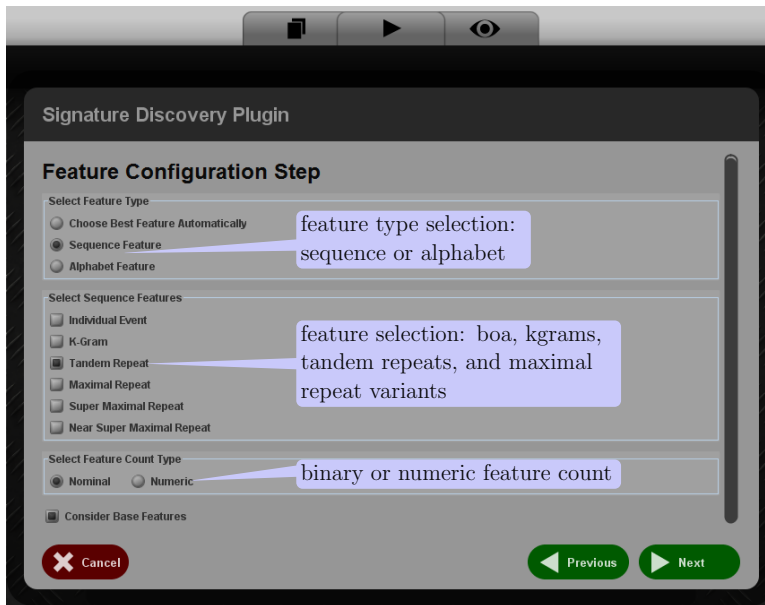 Signature Discovery Plugin
Feature Configuration Step
Select Feature Type
Choose Best Feature Automatically
Sequence Feature
Alphabet Feature
feature type selection:
sequence or alphabet
Select Sequence Features
Individual Event
K-Gram
Tandem Repeat
Maximal Repeat
Super Maximal Repeat
Near Super Maximal Repeat
feature selection: boa, kgrams,
tandem repeats, and maximal
repeat variants
Select Feature Count Type
Nominal Numeric
binary or numeric feature count
Consider Base Features
Cancel Previous Next